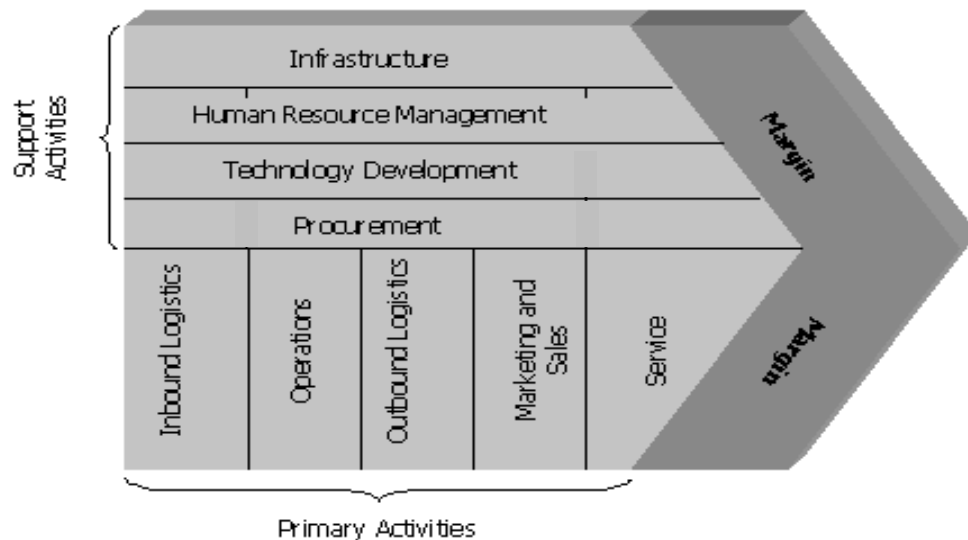 Support
Activities
Infrastructure
Human Resource Management
Technology Development
Procurement
Inbound Logistics
Operations
Outbound Logistics
Marketing and
Sales
Service
Margin
Margin
Primary Activities